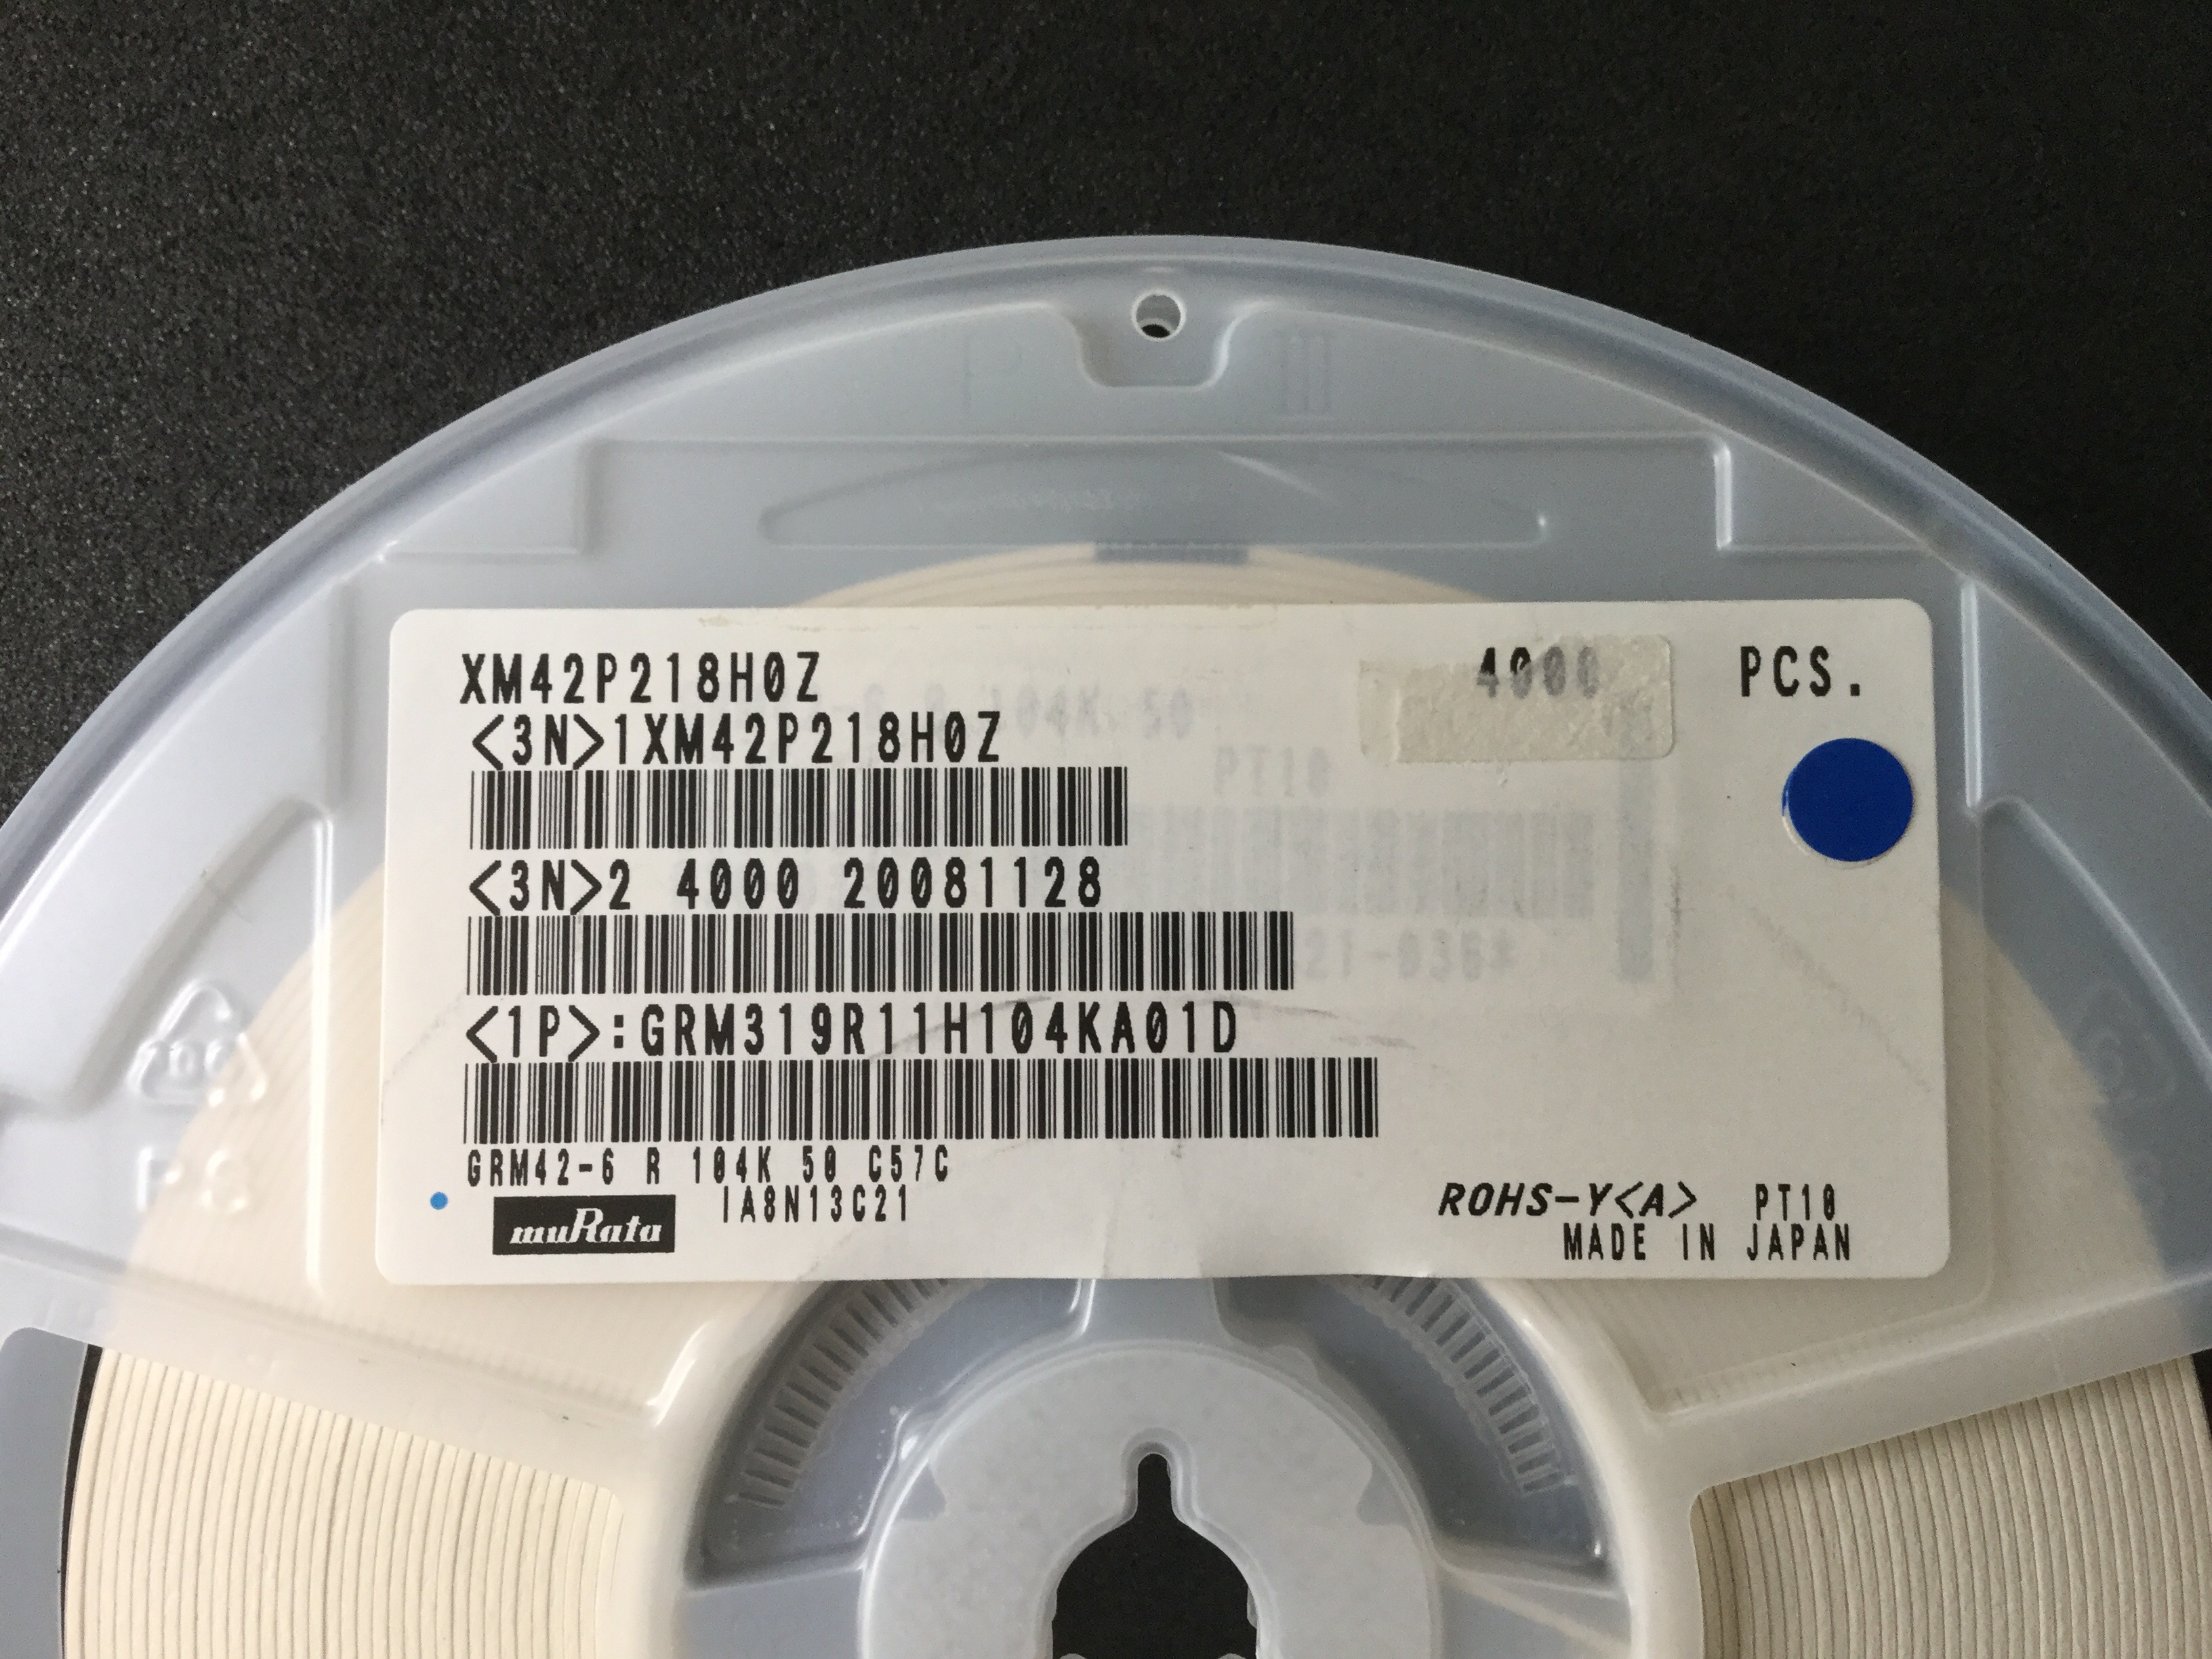 XM42P218H0Z 4000 PCS.
<3N>1XM42P218H0Z
<3N>2 4000 20081128
<1P>:GRM319R11H104KA01D
GRM42-6 R 104K 50 C57C
muRata IA8N13C21
ROHS-Y<A> PT10
MADE IN JAPAN